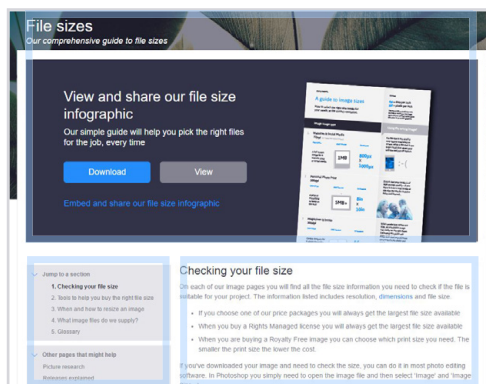 File sizes
Our comprehensive guide to file sizes
View and share our file size
infographic
Our simple guide will help you pick the right files
for the job, every time
Download
View
Embed and share our file size infographic
A guide to image sizes
1MB
800px
x
1000px
1MB+
Jump to a section
1. Checking your file size
2. Tools to help you buy the right file size
3. When and how to resize an image
4. What image files do we supply?
5. Glossary
Other pages that might help
Picture research
Releases explained
Checking your file size
On each of our image pages you will find all the file size information you need to check if the file is
suitable for your project. The information listed includes resolution, dimensions and file size.
• If you choose one of our price packages you will always get the largest file size available
• When you buy a Rights Managed license you will always get the largest file size available
• When you are buying a Royalty Free image you can choose which print size you need. The
smaller the print size the lower the cost.
If you've downloaded your image and need to check the size, you can do it in most photo editing
software. In Photoshop you simply need to open the image file and then select 'Image' and 'Image